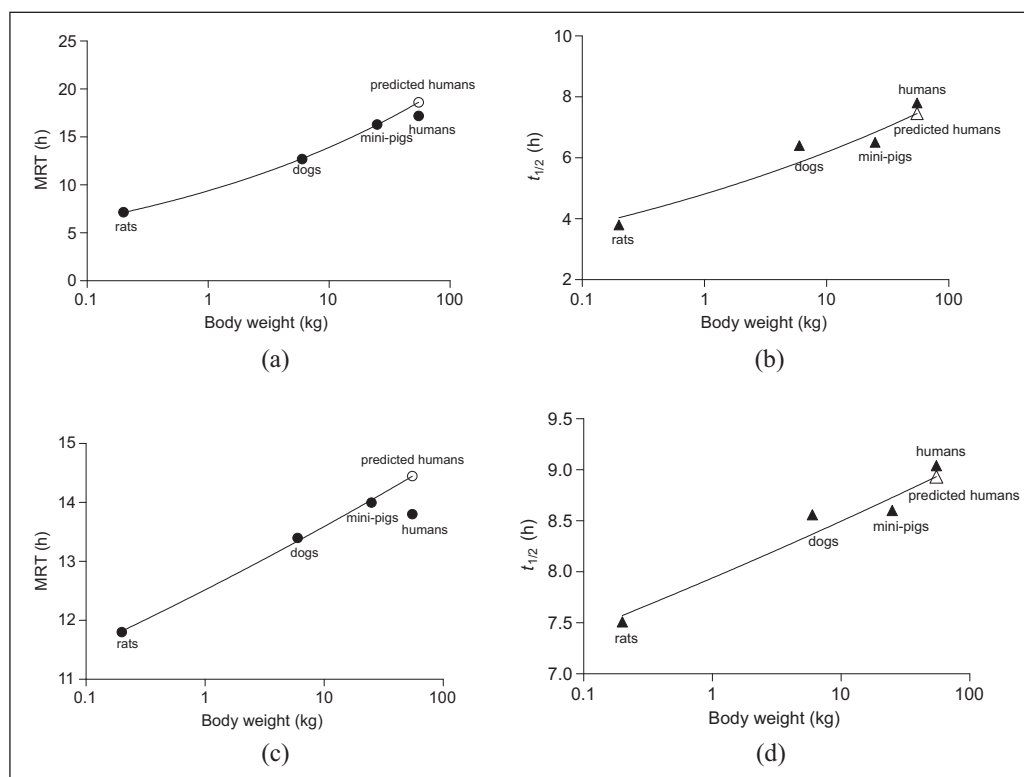 25
20
15
10
5
0
MRT (h)
predicted humans
humans
mini-pigs
dogs
rats
0.1 1 10 100
Body weight (kg)
(a)
10
8
6
4
2
t1/2 (h)
humans
predicted humans
mini-pigs
dogs
rats
0.1 1 10 100
Body weight (kg)
(b)
15
14
13
12
11
MRT (h)
predicted humans
mini-pigs
humans
dogs
rats
0.1 1 10 100
Body weight (kg)
(c)
9.5
9.0
8.5
8.0
7.5
7.0
t1/2 (h)
humans
predicted humans
mini-pigs
dogs
rats
0.1 1 10 100
Body weight (kg)
(d)